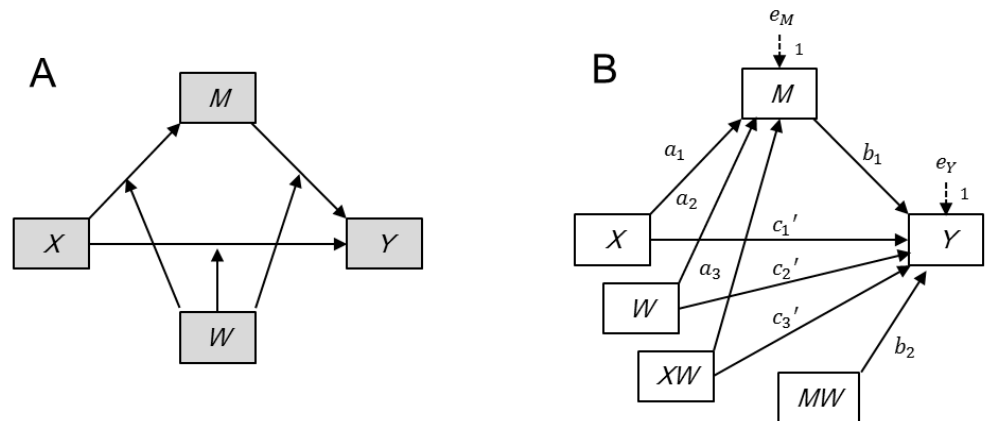 A
M
X
Y
W
B
e_M
1
M
a_1
b_1
e_Y
1
a_2
X
c_1′
Y
a_3
c_2′
W
c_3′
XW
b_2
MW